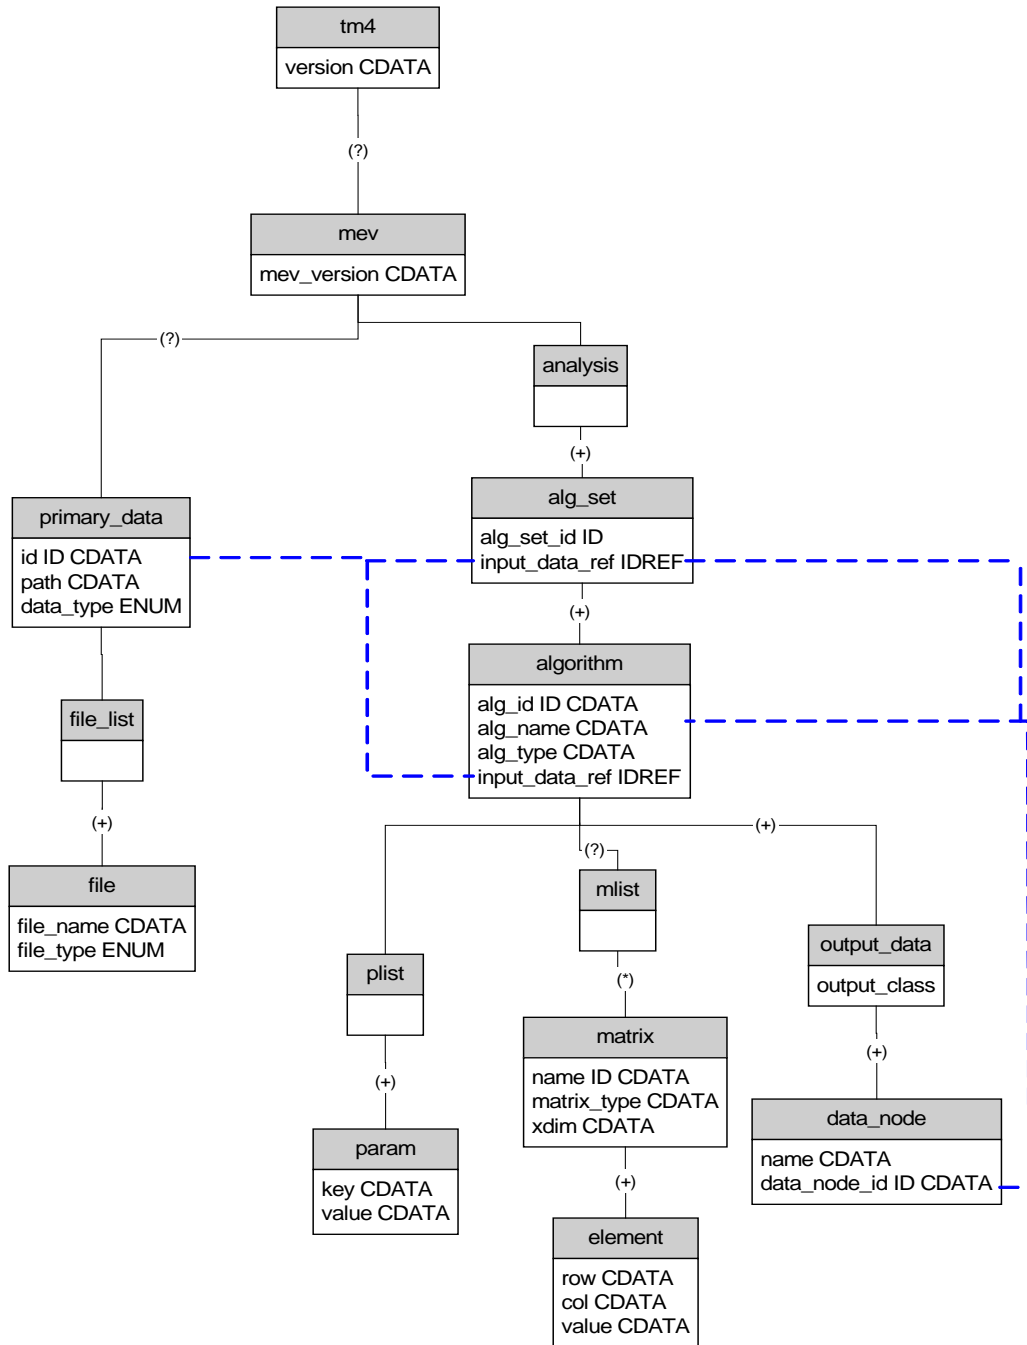 tm4
version CDATA
(?)
mev
mev_version CDATA
(?)
analysis
(+)
alg_set
alg_set_id ID
input_data_ref IDREF
primary_data
id ID CDATA
path CDATA
data_type ENUM
(+)
algorithm
alg_id ID CDATA
alg_name CDATA
alg_type CDATA
input_data_ref IDREF
file_list
(+)
file
file_name CDATA
file_type ENUM
(?)
(+)
mlist
plist
output_data
output_class
(*)
matrix
name ID CDATA
matrix_type CDATA
xdim CDATA
(+)
(+)
param
key CDATA
value CDATA
data_node
name CDATA
data_node_id ID CDATA
(+)
element
row CDATA
col CDATA
value CDATA